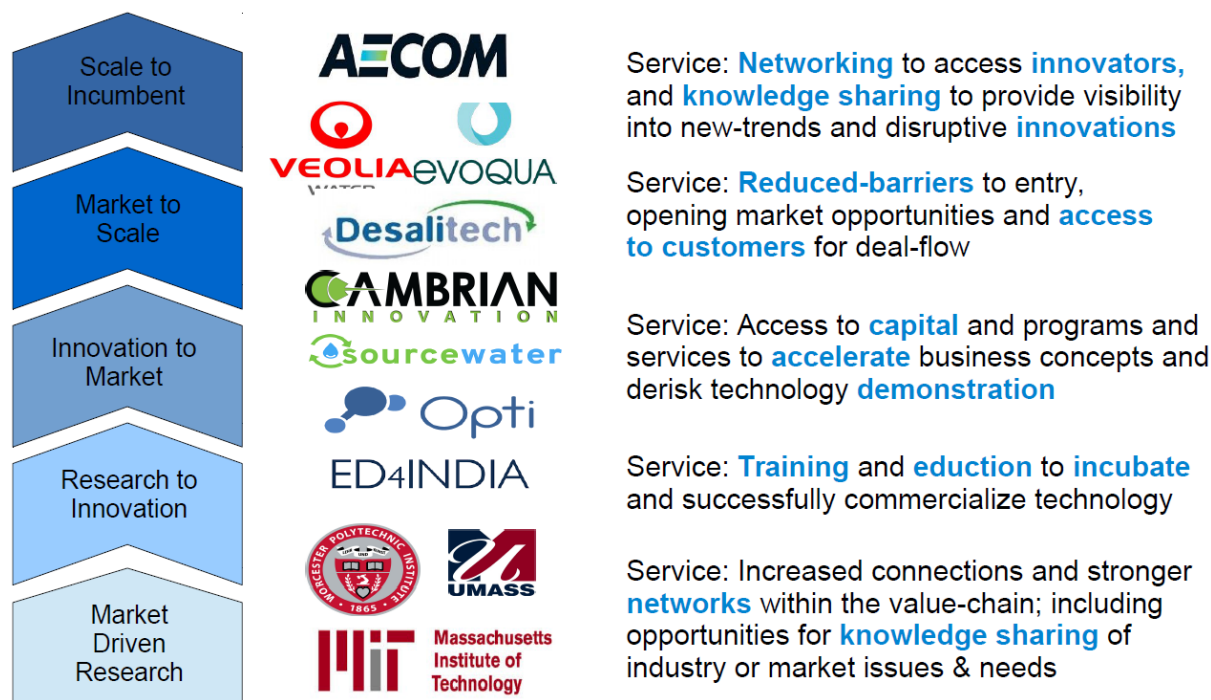 Scale to
Incumbent
AECOM
Service: Networking to access innovators,
and knowledge sharing to provide visibility
into new-trends and disruptive innovations
VEOLIA
WATER
evoQUA
Market to
Scale
Desalitech
Service: Reduced-barriers to entry,
opening market opportunities and access
to customers for deal-flow
CAMBRIAN
INNOVATION
Innovation to
Market
sourcewater
Opti
Service: Access to capital and programs and
services to accelerate business concepts and
derisk technology demonstration
Research to
Innovation
ED4INDIA
Service: Training and eduction to incubate
and successfully commercialize technology
WORCESTER POLYTECHNIC INSTITUTE
1865
UMASS
Market
Driven
Research
Massachusetts
Institute of
Technology
Service: Increased connections and stronger
networks within the value-chain; including
opportunities for knowledge sharing of
industry or market issues & needs